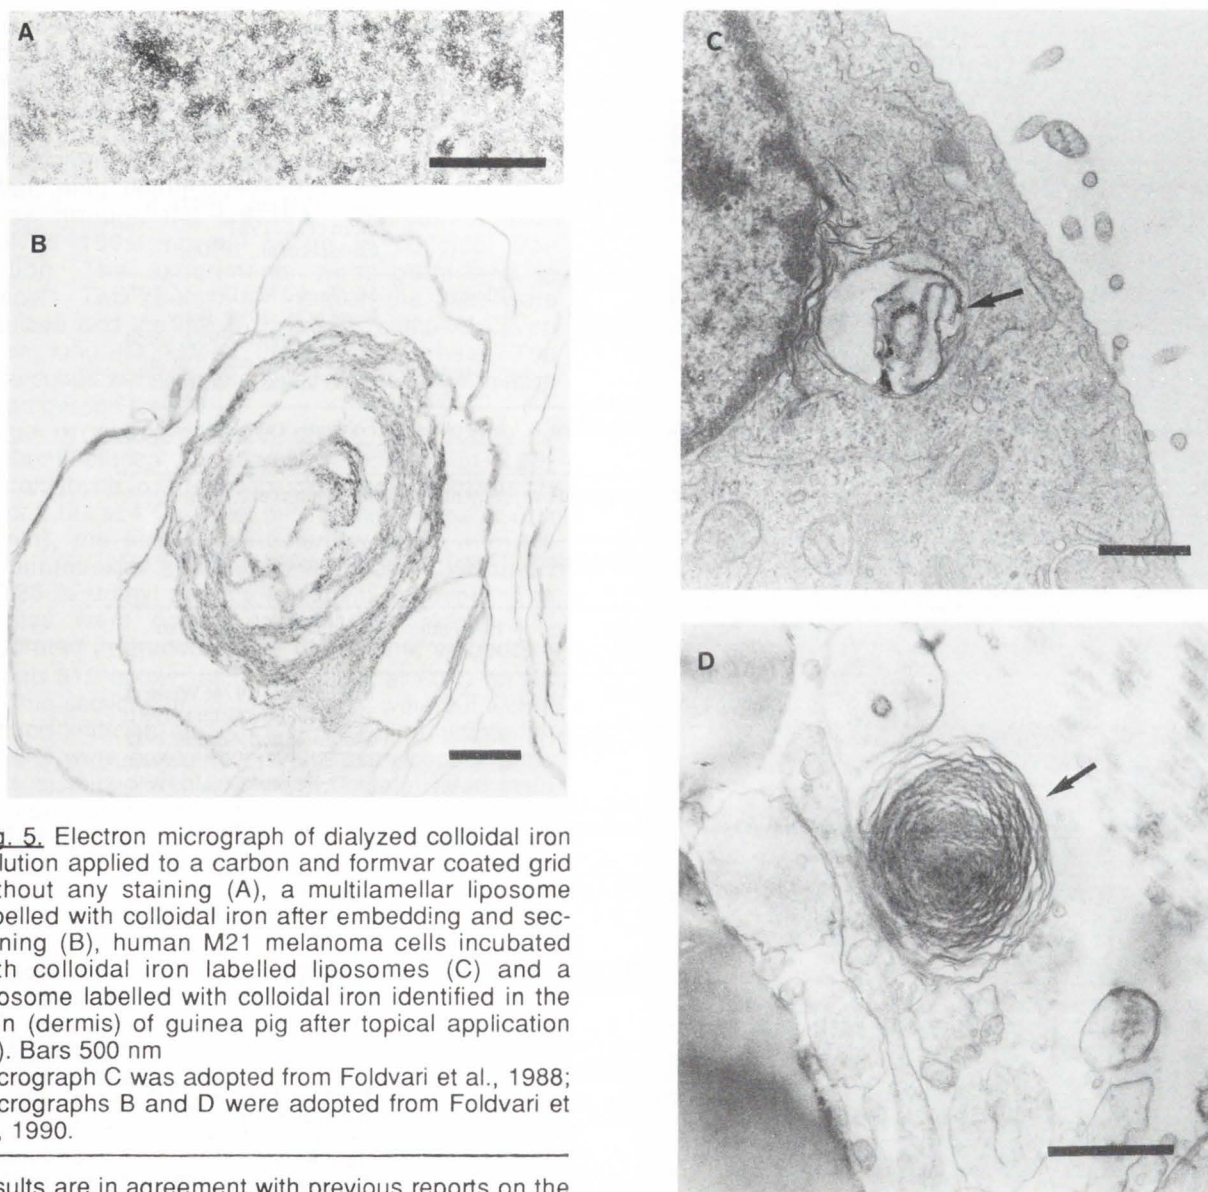 A
B
C
D
g. 5. Electron micrograph of dialyzed colloidal iron
lution applied to a carbon and formvar coated grid
thout any staining (A), a multilamellar liposome
belled with colloidal iron after embedding and sec-
ning (B), human M21 melanoma cells incubated
th colloidal iron labelled liposomes (C) and a
osome labelled with colloidal iron identified in the
n (dermis) of guinea pig after topical application
). Bars 500 nm
crograph C was adopted from Foldvari et al., 1988;
crographs B and D were adopted from Foldvari et
, 1990.
sults are in agreement with previous reports on the